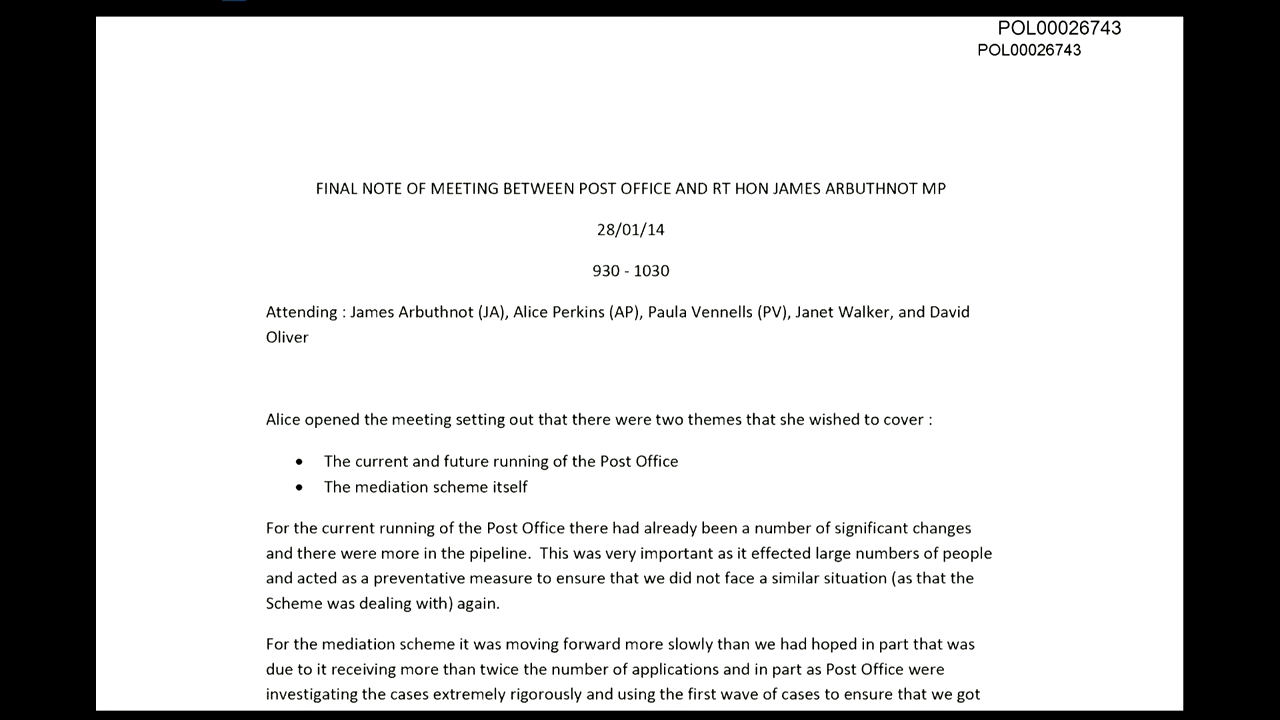 POL00026743
POL00026743
FINAL NOTE OF MEETING BETWEEN POST OFFICE AND RT HON JAMES ARBUTHNOT MP
28/01/14
930 - 1030
Attending : James Arbuthnot (JA), Alice Perkins (AP), Paula Vennells (PV), Janet Walker, and David
Oliver
Alice opened the meeting setting out that there were two themes that she wished to cover :
• The current and future running of the Post Office
• The mediation scheme itself
For the current running of the Post Office there had already been a number of significant changes
and there were more in the pipeline.  This was very important as it effected large numbers of people
and acted as a preventative measure to ensure that we did not face a similar situation (as that the
Scheme was dealing with) again.
For the mediation scheme it was moving forward more slowly than we had hoped in part that was
due to it receiving more than twice the number of applications and in part as Post Office were
investigating the cases extremely rigorously and using the first wave of cases to ensure that we got